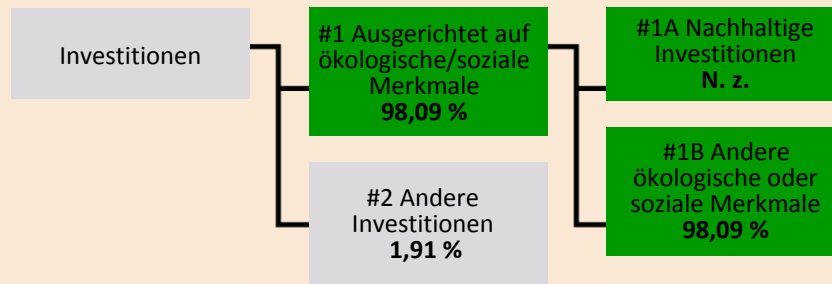 Investitionen
#1 Ausgerichtet auf
ökologische/soziale
Merkmale
98,09 %
#2 Andere
Investitionen
1,91 %
#1A Nachhaltige
Investitionen
N. z.
#1B Andere
ökologische oder
soziale Merkmale
98,09 %